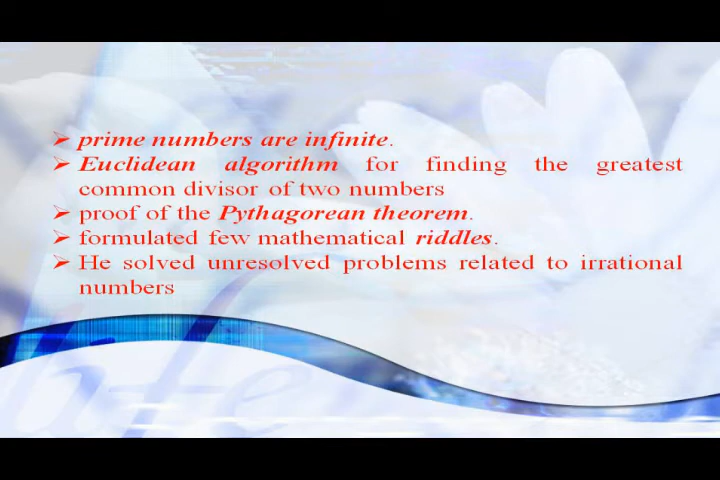 ➢ prime numbers are infinite.
➢ Euclidean algorithm for finding the greatest
common divisor of two numbers
➢ proof of the Pythagorean theorem.
➢ formulated few mathematical riddles.
➢ He solved unresolved problems related to irrational
numbers